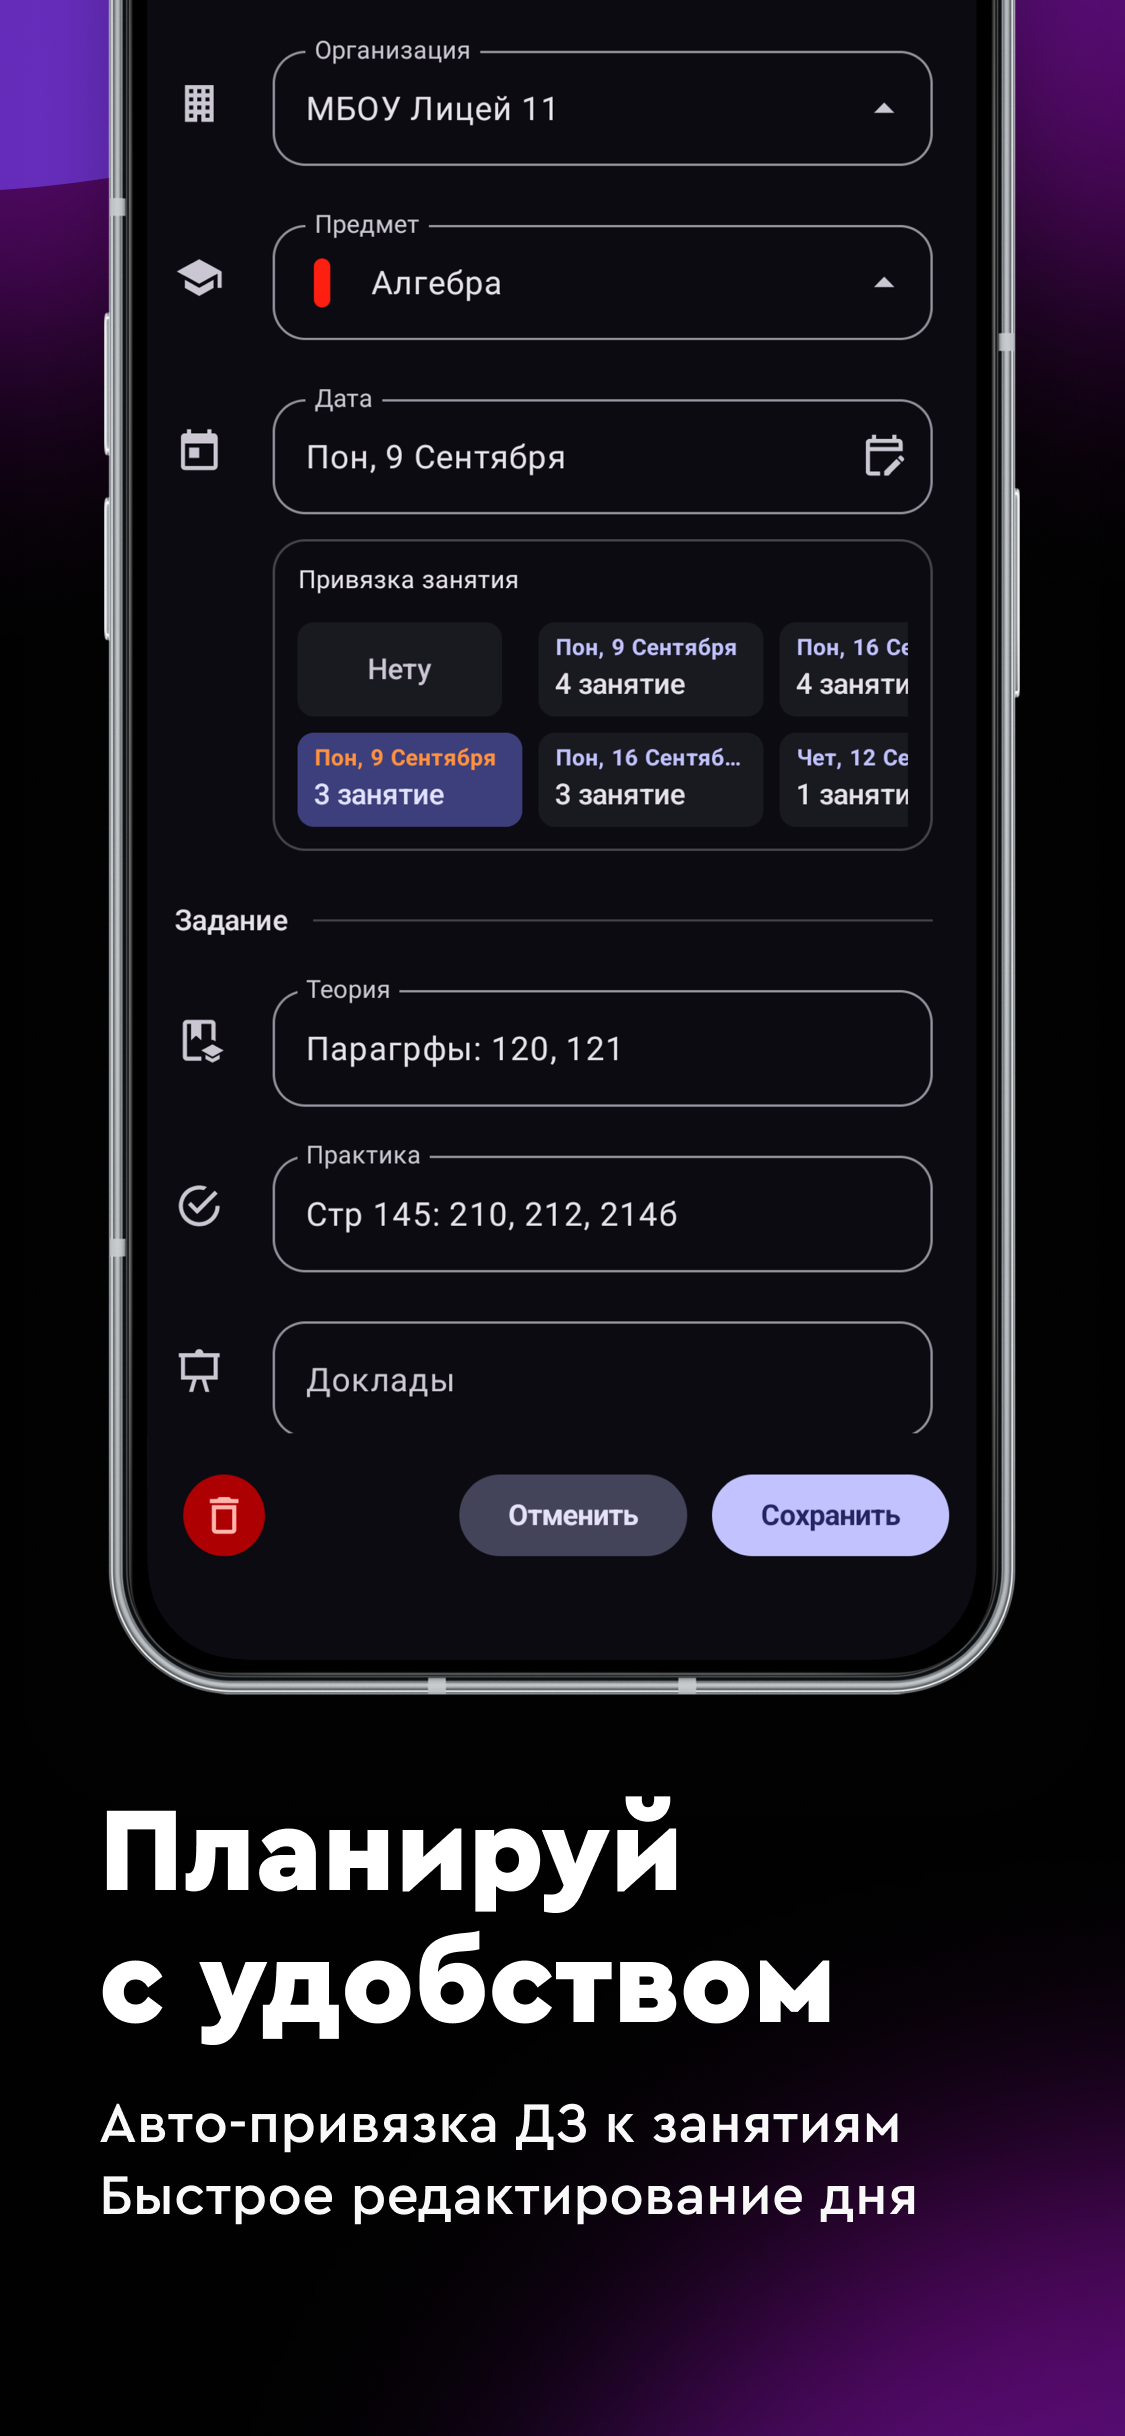 Организация
МБОУ Лицей 11
Предмет
Алгебра
Дата
Пон, 9 Сентября
Привязка занятия
Нету
Пон, 9 Сентября
4 занятие
Пон, 16 Се
4 заняти
Пон, 9 Сентября
3 занятие
Пон, 16 Сентяб...
3 занятие
Чет, 12 Се
1 заняти
Задание
Теория
Парагрфы: 120, 121
Практика
Стр 145: 210, 212, 214б
Доклады
Отменить
Сохранить
Планируй
с удобством
Авто-привязка ДЗ к занятиям
Быстрое редактирование дня